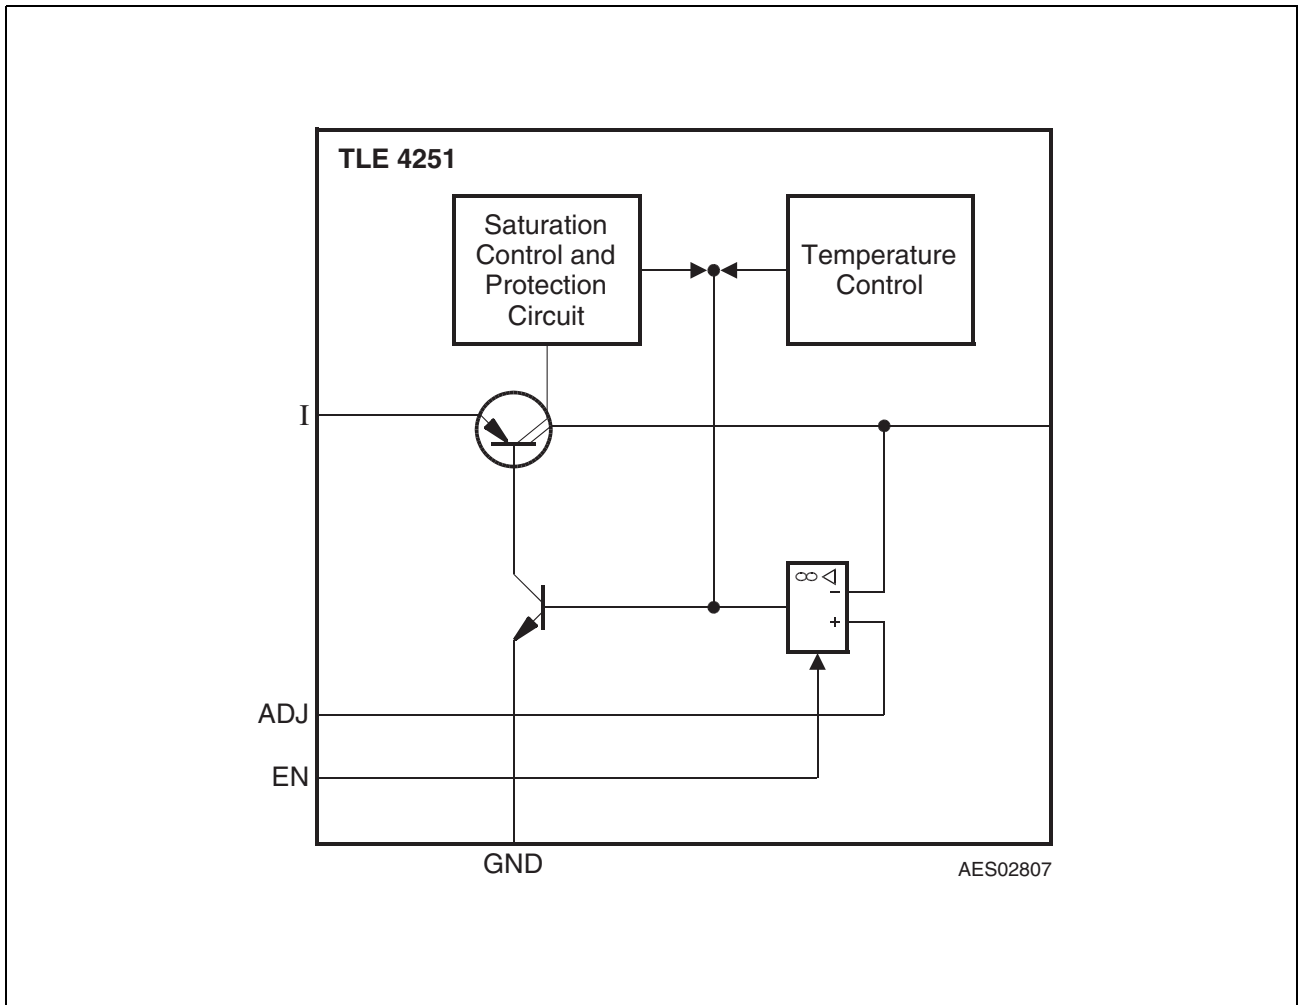 TLE 4251
Saturation
Control and
Protection
Circuit
Temperature
Control
I
∞ ◁
−
+
ADJ
EN
GND
AES02807